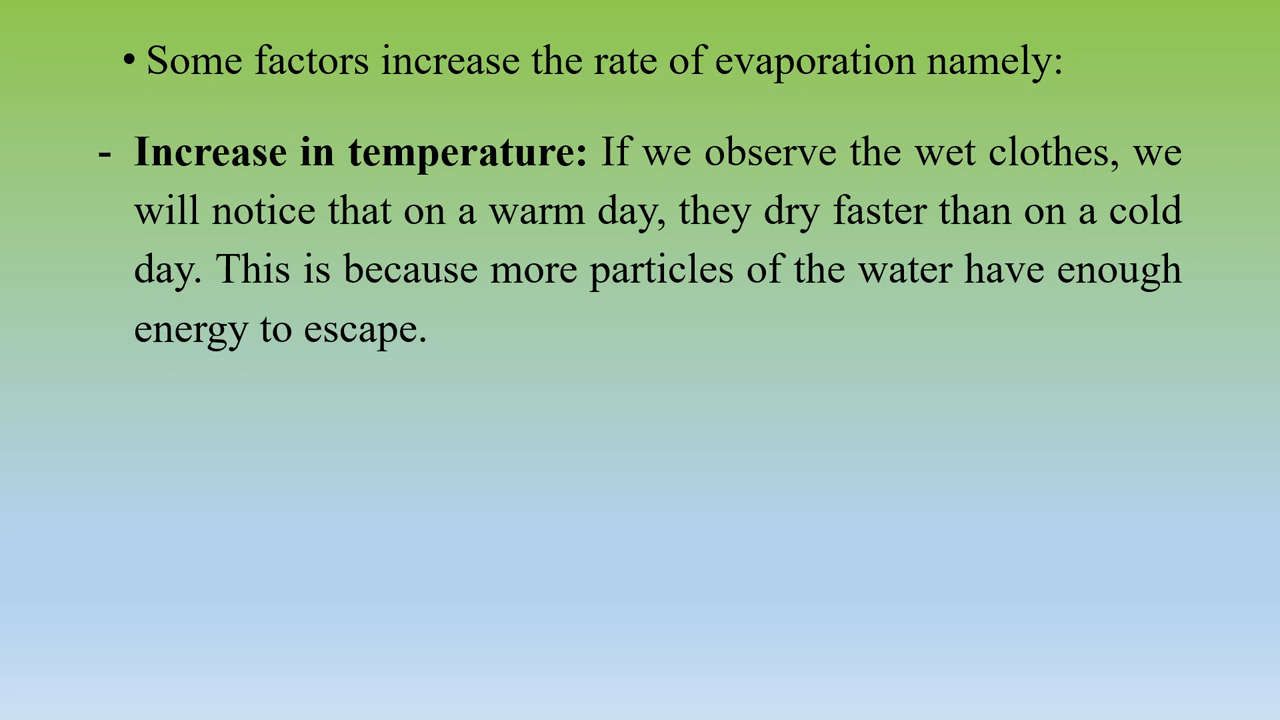 • Some factors increase the rate of evaporation namely:
- Increase in temperature: If we observe the wet clothes, we
will notice that on a warm day, they dry faster than on a cold
day. This is because more particles of the water have enough
energy to escape.